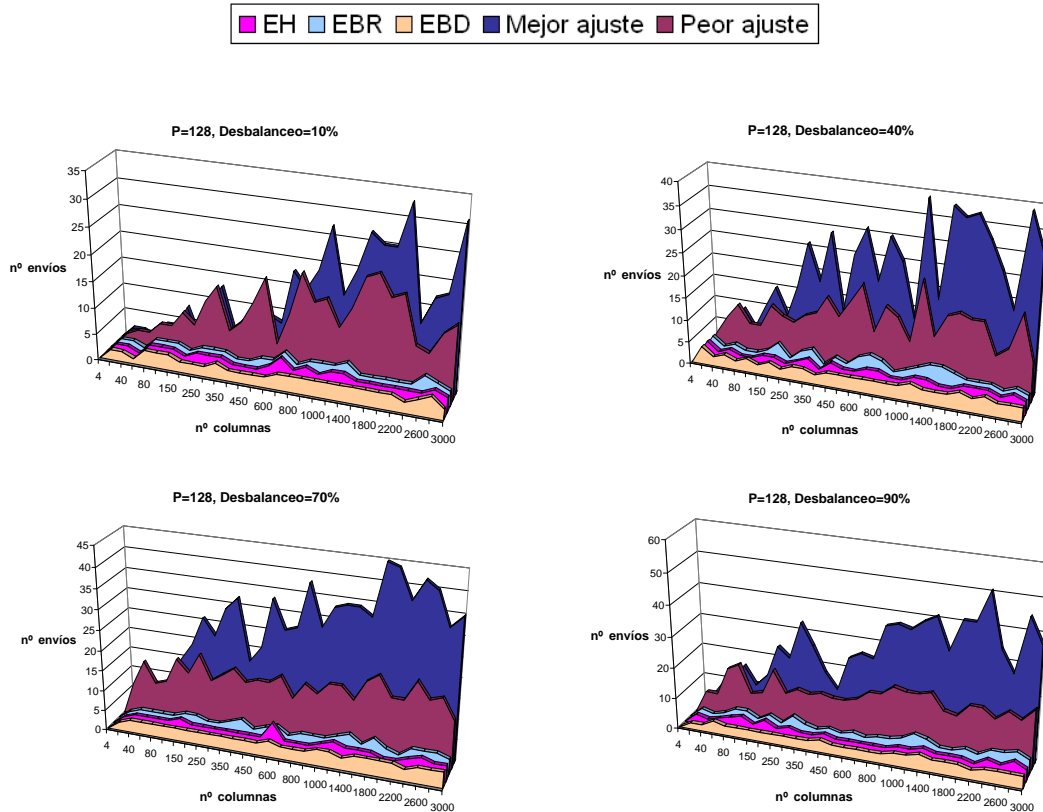 EH EBR EBD Mejor ajuste Peor ajuste
P=128, Desbalanceo=10%
35
30
25
20
15
10
5
0
nº envíos
4 40 80 150 250 350 450 600 800 1000 1400 1800 2200 2600 3000
nº columnas
P=128, Desbalanceo=40%
40
35
30
25
20
15
10
5
0
nº envíos
4 40 80 150 250 350 450 600 800 1000 1400 1800 2200 2600 3000
nº columnas
P=128, Desbalanceo=70%
45
40
35
30
25
20
15
10
5
0
nº envíos
4 40 80 150 250 350 450 600 800 1000 1400 1800 2200 2600 3000
nº columnas
P=128, Desbalanceo=90%
60
50
40
30
20
10
0
nº envíos
4 40 80 150 250 350 450 600 800 1000 1400 1800 2200 2600 3000
nº columnas